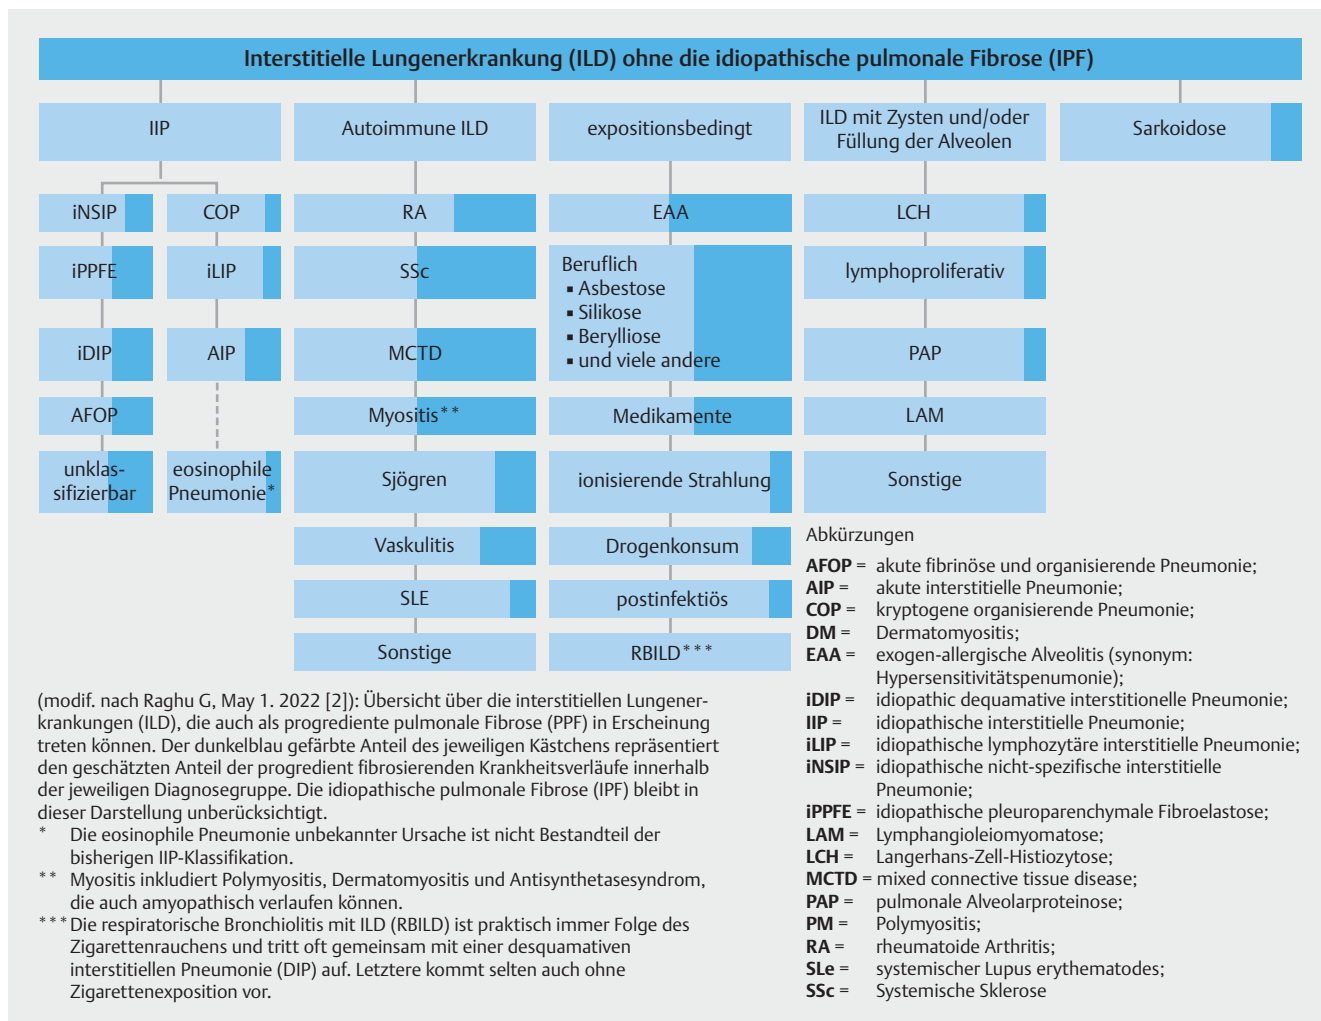 Interstitielle Lungenerkrankung (ILD) ohne die idiopathische pulmonale Fibrose (IPF)
IIP
iNSIP
COP
iPPFE
iLIP
iDIP
AIP
AFOP
unklas-
sifizierbar
eosinophile
Pneumonie*
Autoimmune ILD
RA
SSc
MCTD
Myositis**
Sjögren
Vaskulitis
SLE
Sonstige
expositionsbedingt
EAA
Beruflich
▪ Asbestose
▪ Silikose
▪ Berylliose
▪ und viele andere
Medikamente
ionisierende Strahlung
Drogenkonsum
postinfektiös
RBILD***
ILD mit Zysten und/oder
Füllung der Alveolen
LCH
lymphoproliferativ
PAP
LAM
Sonstige
Sarkoidose
(modif. nach Raghu G, May 1. 2022 [2]): Übersicht über die interstitiellen Lungener-
krankungen (ILD), die auch als progrediente pulmonale Fibrose (PPF) in Erscheinung
treten können. Der dunkelblau gefärbte Anteil des jeweiligen Kästchens repräsentiert
den geschätzten Anteil der progredient fibrosierenden Krankheitsverläufe innerhalb
der jeweiligen Diagnosegruppe. Die idiopathische pulmonale Fibrose (IPF) bleibt in
dieser Darstellung unberücksichtigt.
* Die eosinophile Pneumonie unbekannter Ursache ist nicht Bestandteil der
bisherigen IIP-Klassifikation.
** Myositis inkludiert Polymyositis, Dermatomyositis und Antisynthetasesyndrom,
die auch amyopathisch verlaufen können.
*** Die respiratorische Bronchiolitis mit ILD (RBILD) ist praktisch immer Folge des
Zigarettenrauchens und tritt oft gemeinsam mit einer desquamativen
interstitiellen Pneumonie (DIP) auf. Letztere kommt selten auch ohne
Zigarettenexposition vor.
Abkürzungen
AFOP = akute fibrinöse und organisierende Pneumonie;
AIP = akute interstitielle Pneumonie;
COP = kryptogene organisierende Pneumonie;
DM = Dermatomyositis;
EAA = exogen-allergische Alveolitis (synonym:
Hypersensitivitätspenumonie);
iDIP = idiopathic dequamative interstitionelle Pneumonie;
IIP = idiopathische interstitielle Pneumonie;
iLIP = idiopathische lymphozytäre interstitielle Pneumonie;
iNSIP = idiopathische nicht-spezifische interstitielle
Pneumonie;
iPPFE = idiopathische pleuroparenchymale Fibroelastose;
LAM = Lymphangioleiomyomatose;
LCH = Langerhans-Zell-Histiozytose;
MCTD = mixed connective tissue disease;
PAP = pulmonale Alveolarproteinose;
PM = Polymyositis;
RA = rheumatoide Arthritis;
SLe = systemischer Lupus erythematodes;
SSc = Systemische Sklerose